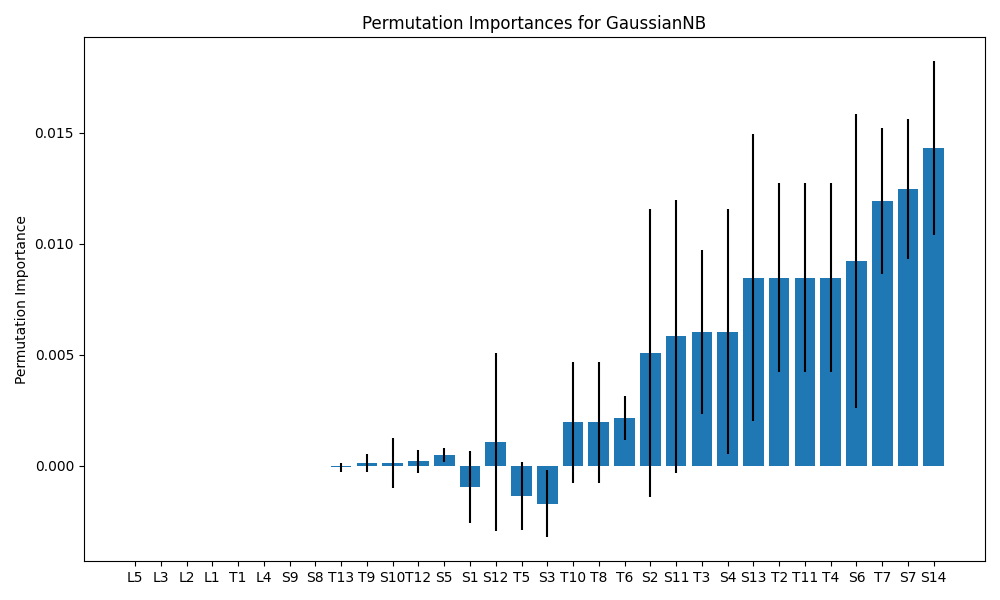 Permutation Importances for GaussianNB
Permutation Importance
0.015
0.010
0.005
0.000
L5 L3 L2 L1 T1 L4 S9 S8 T13 T9 S10 T12 S5 S1 S12 T5 S3 T10 T8 T6 S2 S11 T3 S4 S13 T2 T11 T4 S6 T7 S7 S14